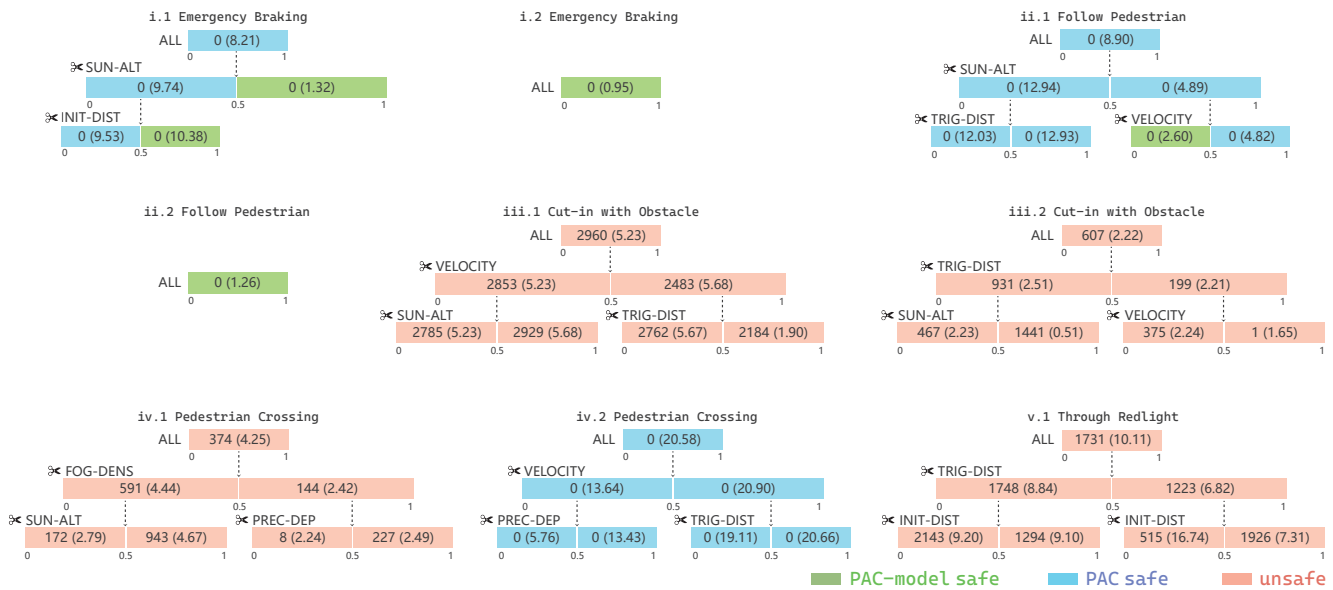 i.1 Emergency Braking
ALL 0 (8.21)
0 1
SUN-ALT
0 (9.74) 0 (1.32)
0 0.5 1
INIT-DIST
0 (9.53) 0 (10.38)
0 0.5 1
i.2 Emergency Braking
ALL 0 (0.95)
0 1
ii.1 Follow Pedestrian
ALL 0 (8.90)
0 1
SUN-ALT
0 (12.94) 0 (4.89)
0 0.5 1
TRIG-DIST VELOCITY
0 (12.03) 0 (12.93) 0 (2.60) 0 (4.82)
0 0.5 1 0 0.5 1
ii.2 Follow Pedestrian
ALL 0 (1.26)
0 1
iii.1 Cut-in with Obstacle
ALL 2960 (5.23)
0 1
VELOCITY
2853 (5.23) 2483 (5.68)
0 0.5 1
SUN-ALT TRIG-DIST
2785 (5.23) 2929 (5.68) 2762 (5.67) 2184 (1.90)
0 0.5 1 0 0.5 1
iii.2 Cut-in with Obstacle
ALL 607 (2.22)
0 1
TRIG-DIST
931 (2.51) 199 (2.21)
0 0.5 1
SUN-ALT VELOCITY
467 (2.23) 1441 (0.51) 375 (2.24) 1 (1.65)
0 0.5 1 0 0.5 1
iv.1 Pedestrian Crossing
ALL 374 (4.25)
0 1
FOG-DENS
591 (4.44) 144 (2.42)
0 0.5 1
SUN-ALT PREC-DEP
172 (2.79) 943 (4.67) 8 (2.24) 227 (2.49)
0 0.5 1 0 0.5 1
iv.2 Pedestrian Crossing
ALL 0 (20.58)
0 1
VELOCITY
0 (13.64) 0 (20.90)
0 0.5 1
PREC-DEP TRIG-DIST
0 (5.76) 0 (13.43) 0 (19.11) 0 (20.66)
0 0.5 1 0 0.5 1
v.1 Through Redlight
ALL 1731 (10.11)
0 1
TRIG-DIST
1748 (8.84) 1223 (6.82)
0 0.5 1
INIT-DIST INIT-DIST
2143 (9.20) 1294 (9.10) 515 (16.74) 1926 (7.31)
0 0.5 1 0 0.5 1
PAC-model safe PAC safe unsafe